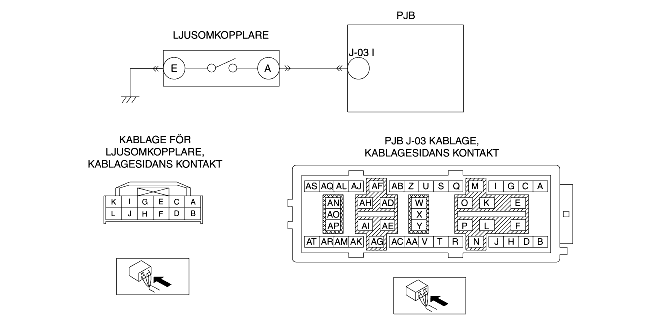 PJB
LJUSOMKOPPLARE
J-03 I
E A
KABLAGE FÖR
LJUSOMKOPPLARE,
KABLAGESIDANS KONTAKT
PJB J-03 KABLAGE,
KABLAGESIDANS KONTAKT
K I G E C A
L J H F D B
AS AQ AL AJ AF AB Z U S Q M I G C A
AN AH AD W O K E
AO X
AP AI AE Y P L F
AT AR AM AK AG AC AA V T R N J H D B